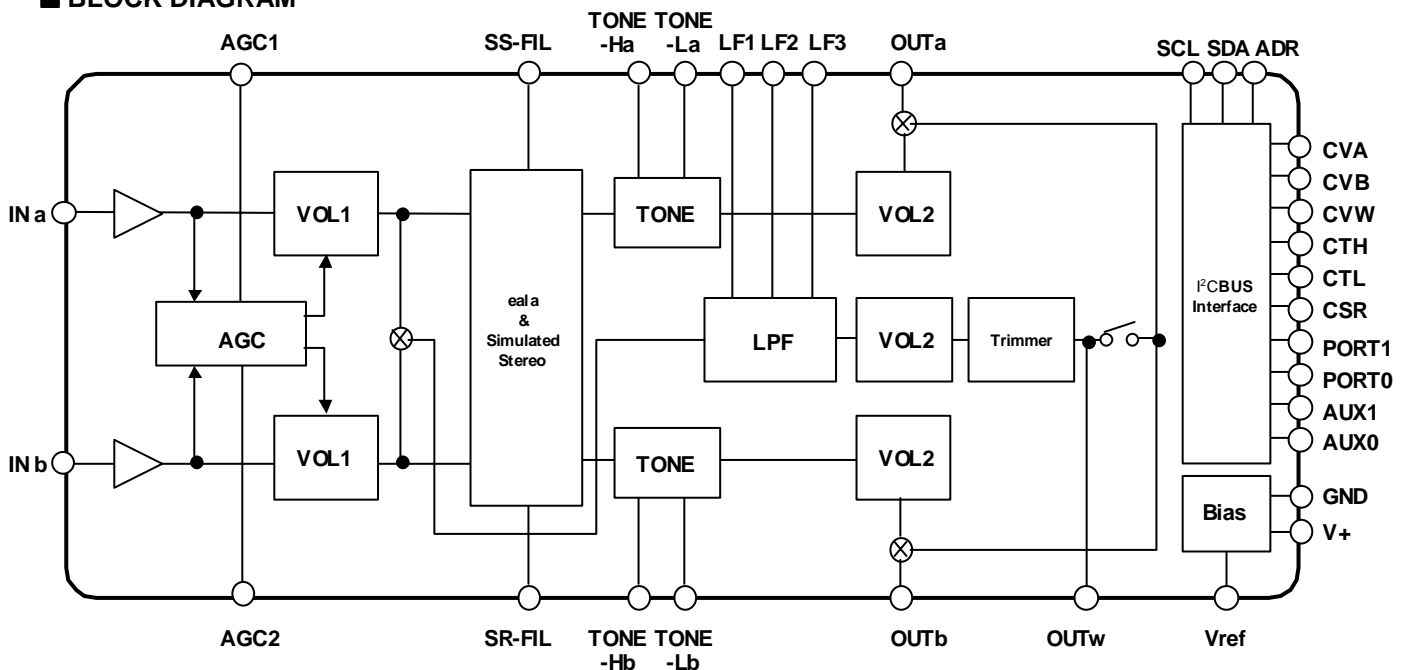 ■ BLOCK DIAGRAM
AGC1
SS-FIL
TONE
-Ha
TONE
-La
LF1
LF2
LF3
OUTa
SCL
SDA
ADR
INa
VOL1
TONE
VOL2
AGC
eala
&
Simulated
Stereo
LPF
VOL2
Trimmer
I²CBUS
Interface
CVA
CVB
CVW
CTH
CTL
CSR
PORT1
PORT0
AUX1
AUX0
INb
VOL1
TONE
VOL2
Bias
GND
V+
AGC2
SR-FIL
TONE
-Hb
TONE
-Lb
OUTb
OUTw
Vref